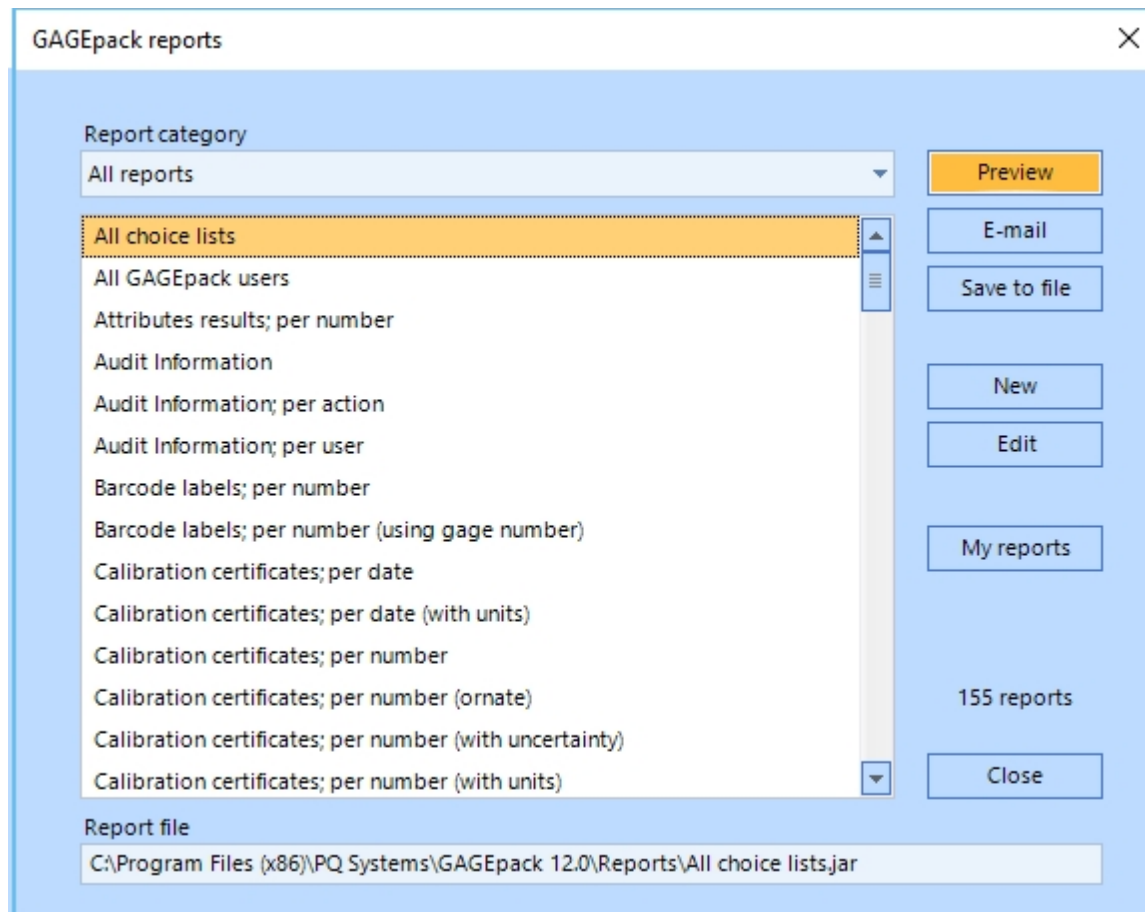 GAGEpack reports
Report category
All reports
Preview
All choice lists
E-mail
All GAGEpack users
Save to file
Attributes results; per number
Audit Information
New
Audit Information; per action
Edit
Audit Information; per user
Barcode labels; per number
Barcode labels; per number (using gage number)
My reports
Calibration certificates; per date
Calibration certificates; per date (with units)
Calibration certificates; per number
Calibration certificates; per number (ornate)
155 reports
Calibration certificates; per number (with uncertainty)
Calibration certificates; per number (with units)
Close
Report file
C:\Program Files (x86)\PQ Systems\GAGEpack 12.0\Reports\All choice lists.jar